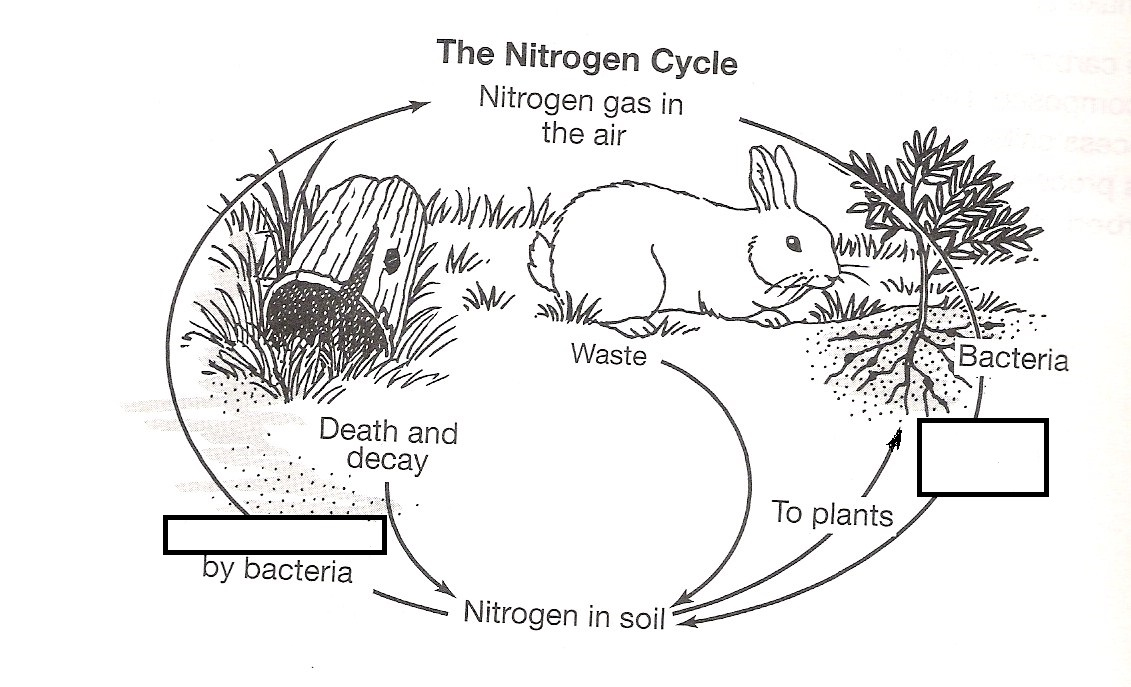 The Nitrogen Cycle
Nitrogen gas in
the air
Waste
Bacteria
Death and
decay
To plants
by bacteria
Nitrogen in soil